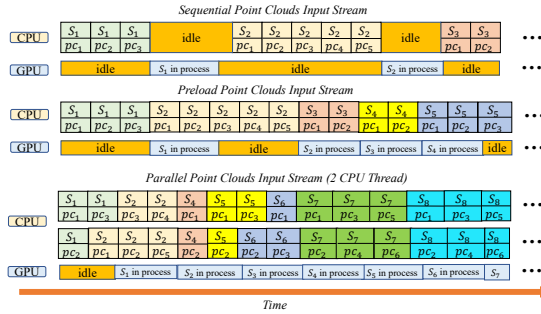 Sequential Point Clouds Input Stream
CPU S₁ S₁ S₁ idle S₂ S₂ S₂ S₂ S₂ idle S₃ S₃ •••
pc₁ pc₂ pc₃ pc₁ pc₂ pc₃ pc₄ pc₅ pc₁ pc₂
GPU idle S₁ in process idle S₂ in process idle •••
Preload Point Clouds Input Stream
CPU S₁ S₁ S₁ S₂ S₂ S₂ S₂ S₂ S₃ S₃ S₄ S₄ S₅ S₅ S₅ •••
pc₁ pc₂ pc₃ pc₁ pc₂ pc₃ pc₄ pc₅ pc₁ pc₂ pc₁ pc₂ pc₁ pc₂ pc₃
GPU idle S₁ in process idle S₂ in process S₃ in process S₄ in process idle •••
Parallel Point Clouds Input Stream (2 CPU Thread)
S₁ S₁ S₂ S₂ S₄ S₅ S₅ S₆ S₇ S₇ S₇ S₈ S₈ S₈ •••
pc₁ pc₃ pc₂ pc₄ pc₁ pc₁ pc₃ pc₁ pc₁ pc₃ pc₅ pc₁ pc₃ pc₅
CPU
S₁ S₂ S₂ S₂ S₄ S₅ S₆ S₆ S₇ S₇ S₇ S₈ S₈ S₈ •••
pc₂ pc₁ pc₂ pc₅ pc₂ pc₂ pc₂ pc₃ pc₂ pc₄ pc₆ pc₂ pc₄ pc₆
GPU idle S₁ in process S₂ in process S₃ in process S₄ in process S₅ in process S₆ in process S₇ •••
Time